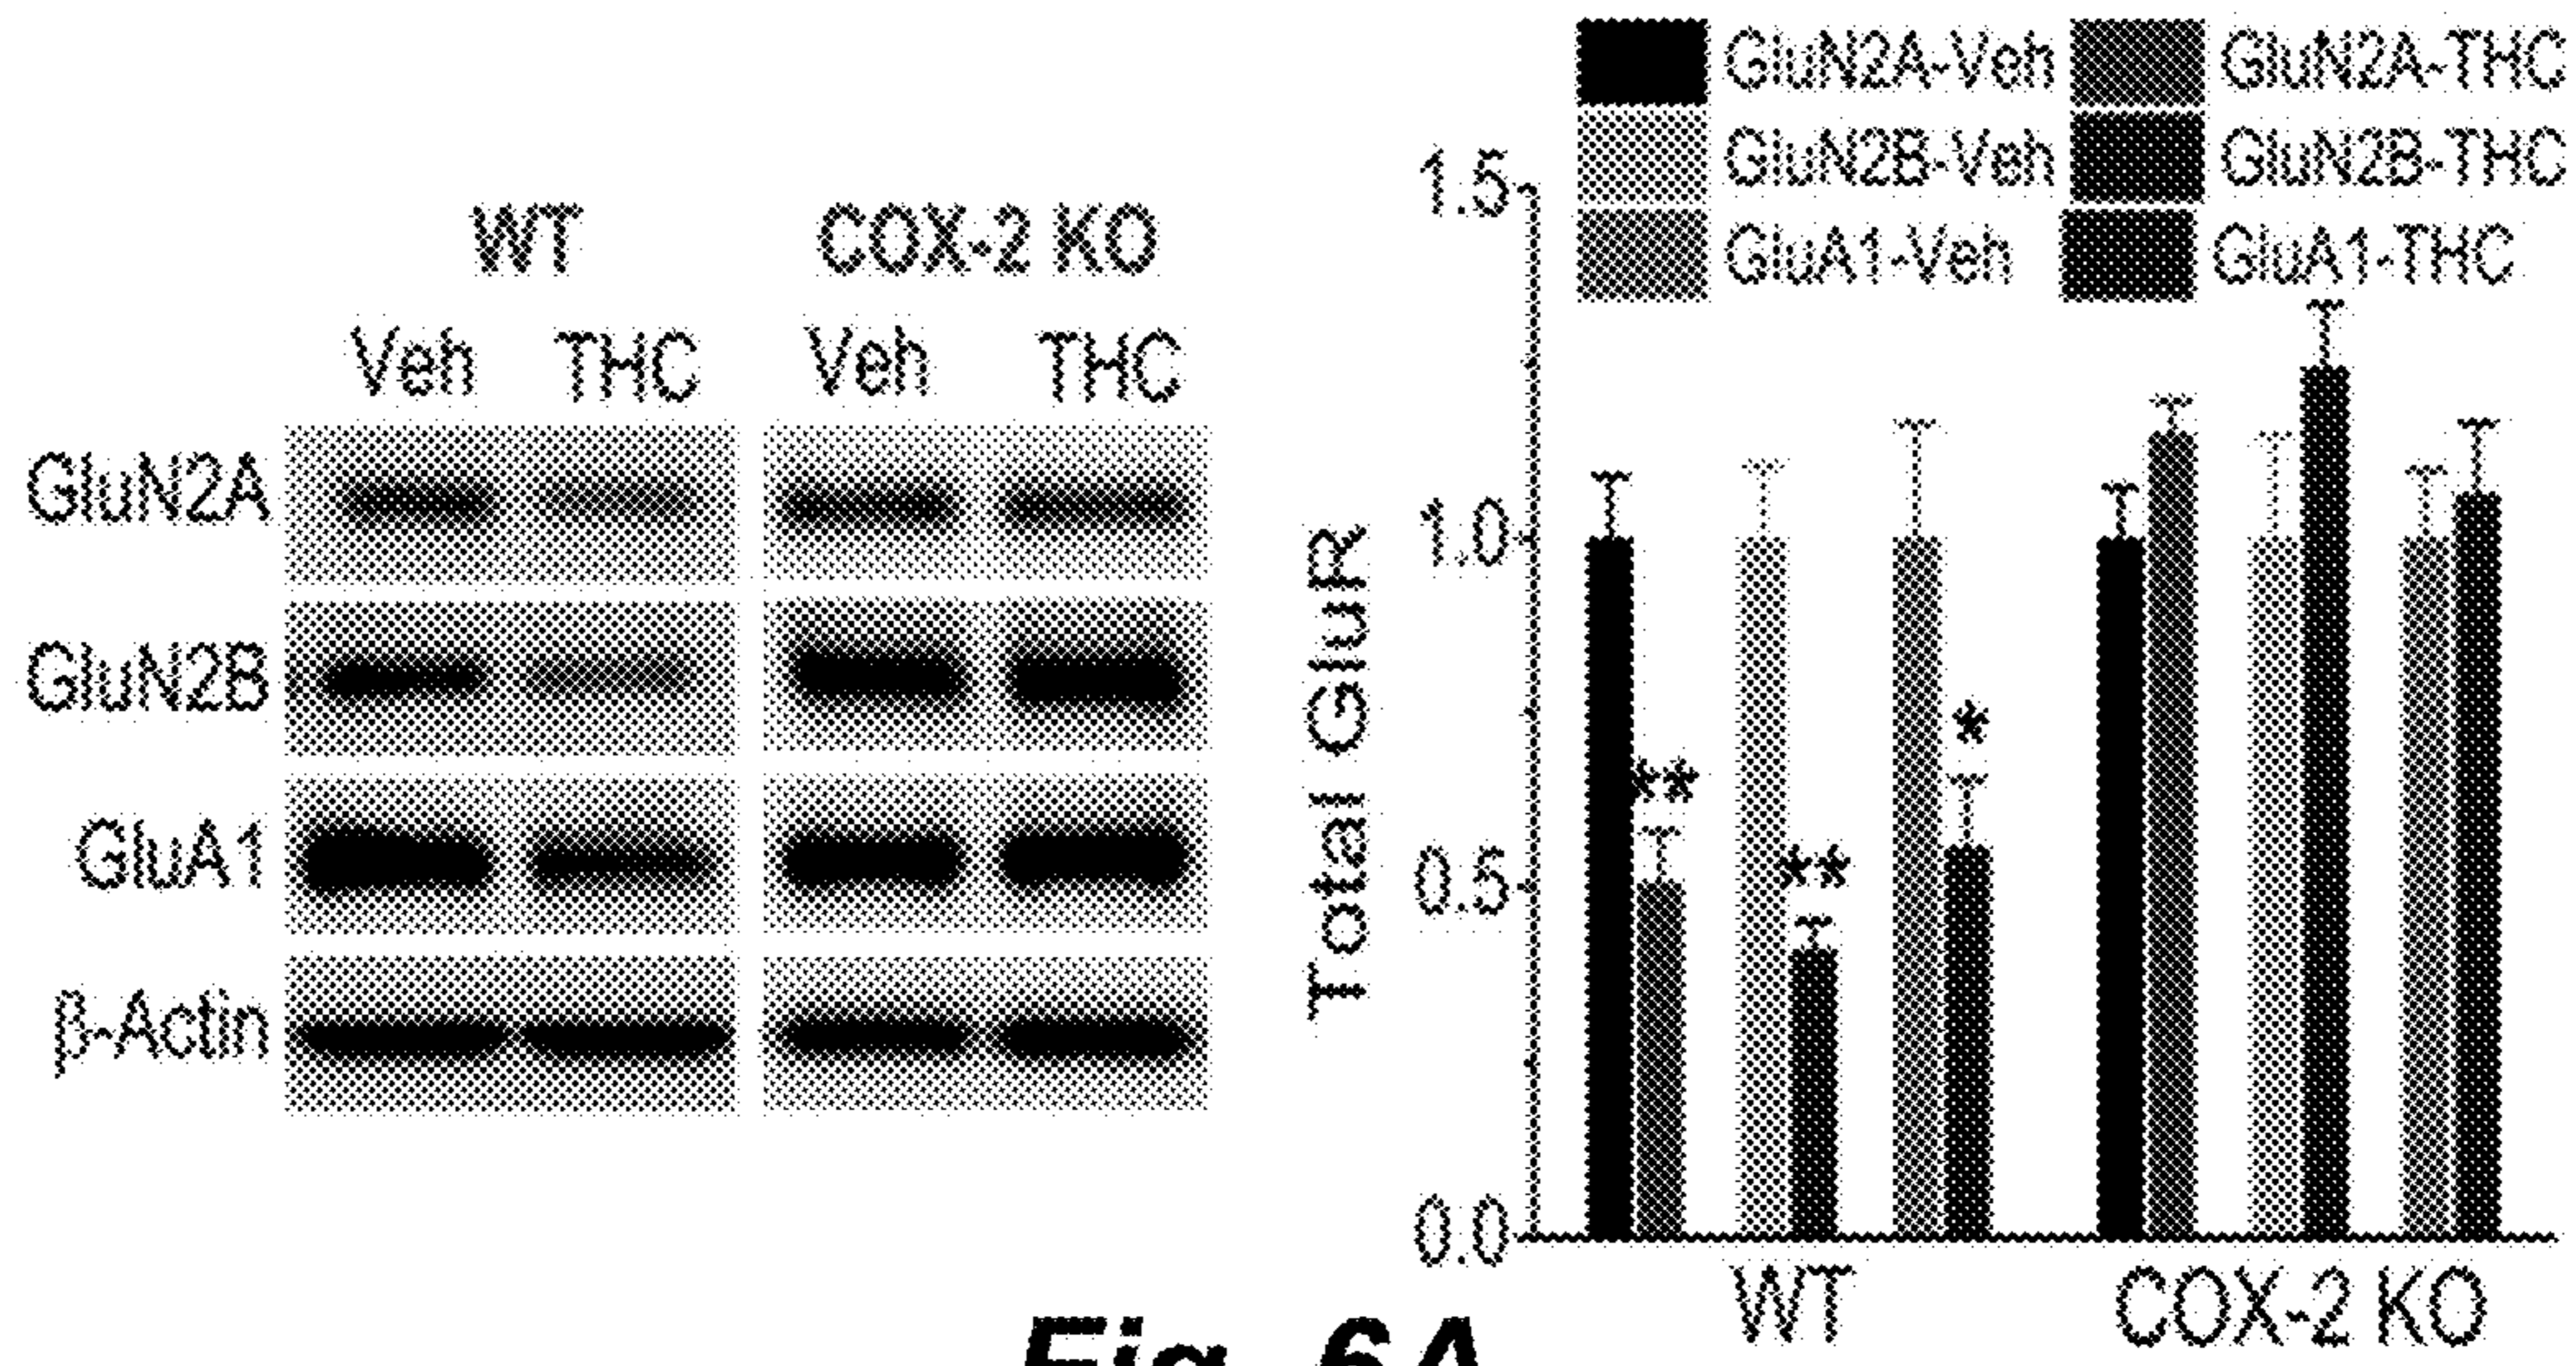 WT COX-2 KO
Veh THC Veh THC
GluN2A
GluN2B
GluA1
β-Actin
GluN2A-Veh GluN2A-THC
GluN2B-Veh GluN2B-THC
GluA1-Veh GluA1-THC
Total GluR
1.5
1.0
0.5
0.0
**
**
*
WT COX-2 KO
Fig. 6A